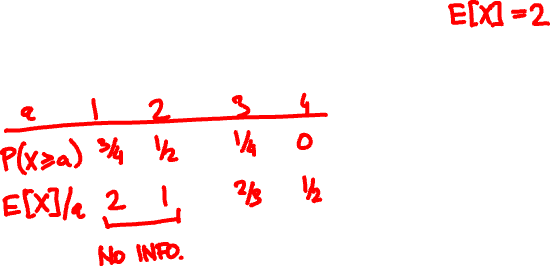 E[X]=2
a 1 2 3 4
P(X≥a) 3/4 1/2 1/4 0
E[X]/a 2 1 2/3 1/2
NO INFO.